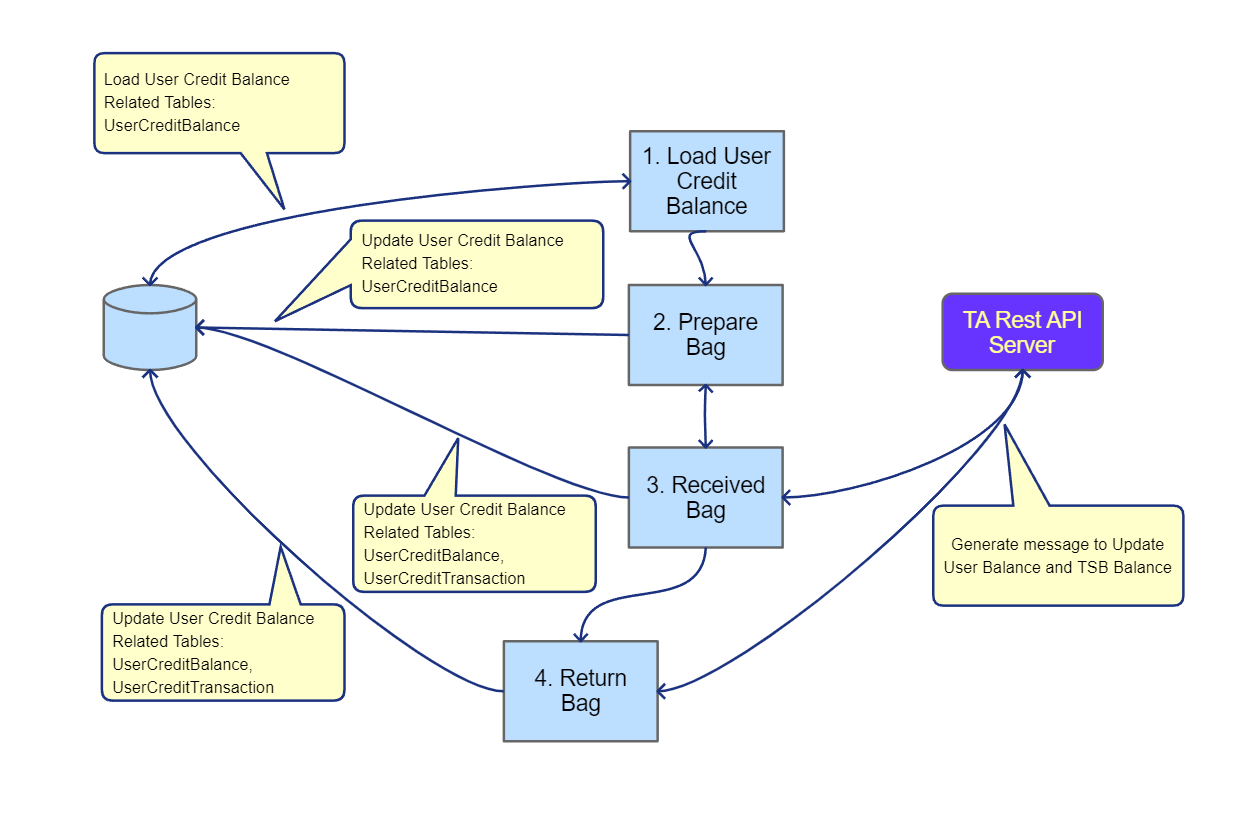 Load User Credit Balance
Related Tables:
UserCreditBalance
1. Load User
Credit
Balance
Update User Credit Balance
Related Tables:
UserCreditBalance
2. Prepare
Bag
TA Rest API
Server
3. Received
Bag
Update User Credit Balance
Related Tables:
UserCreditBalance,
UserCreditTransaction
Generate message to Update
User Balance and TSB Balance
Update User Credit Balance
Related Tables:
UserCreditBalance,
UserCreditTransaction
4. Return
Bag